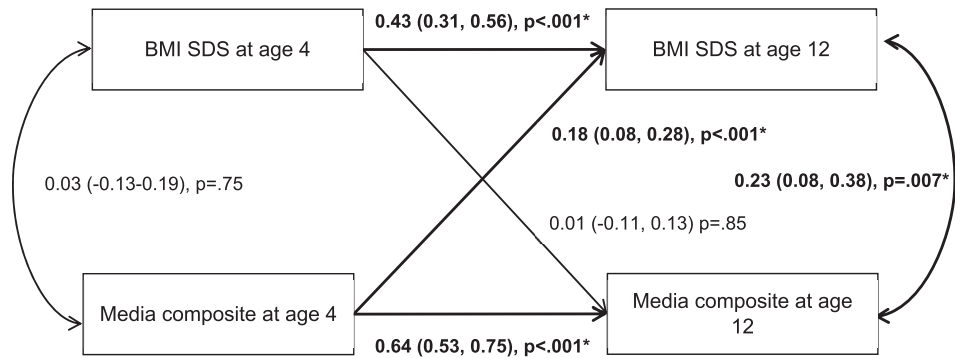 0.43 (0.31, 0.56), p<.001*
BMI SDS at age 4
BMI SDS at age 12
0.18 (0.08, 0.28), p<.001*
0.03 (-0.13-0.19), p=.75
0.23 (0.08, 0.38), p=.007*
0.01 (-0.11, 0.13) p=.85
Media composite at age 4
Media composite at age
12
0.64 (0.53, 0.75), p<.001*